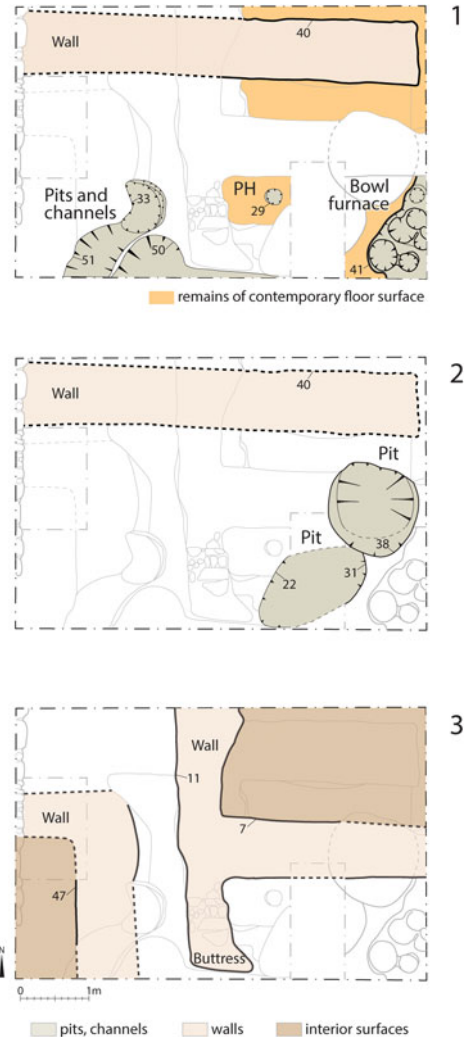 1
40
Wall
Pits and
channels
33
PH
29
Bowl
furnace
51
50
41
remains of contemporary floor surface
2
40
Wall
Pit
38
Pit
31
22
3
Wall
11
Wall
7
47
Buttress
N
0
1m
pits, channels
walls
interior surfaces